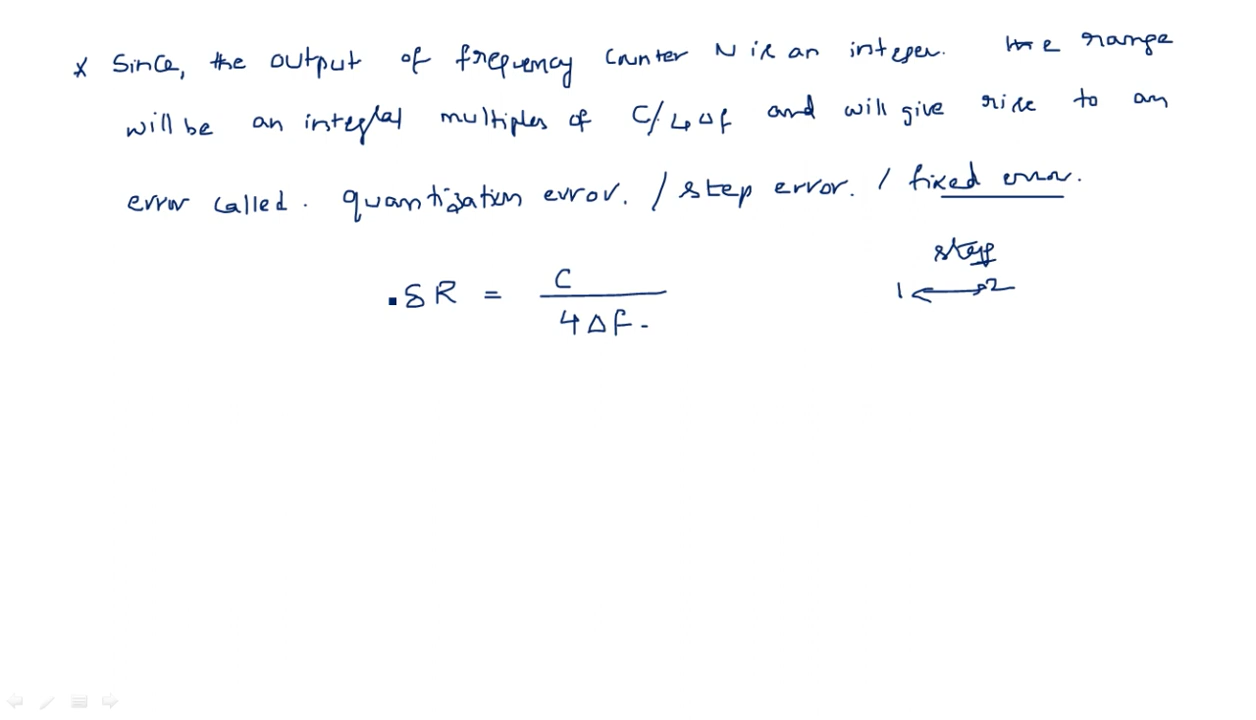 * Since, the output of frequency counter N is an integer. the range
will be an integral multiples of C/4Δf and will give rise to an
error called. quantization error. / step error. / fixed error.
step
1 ⟷ 2
.δR = C / 4Δf.